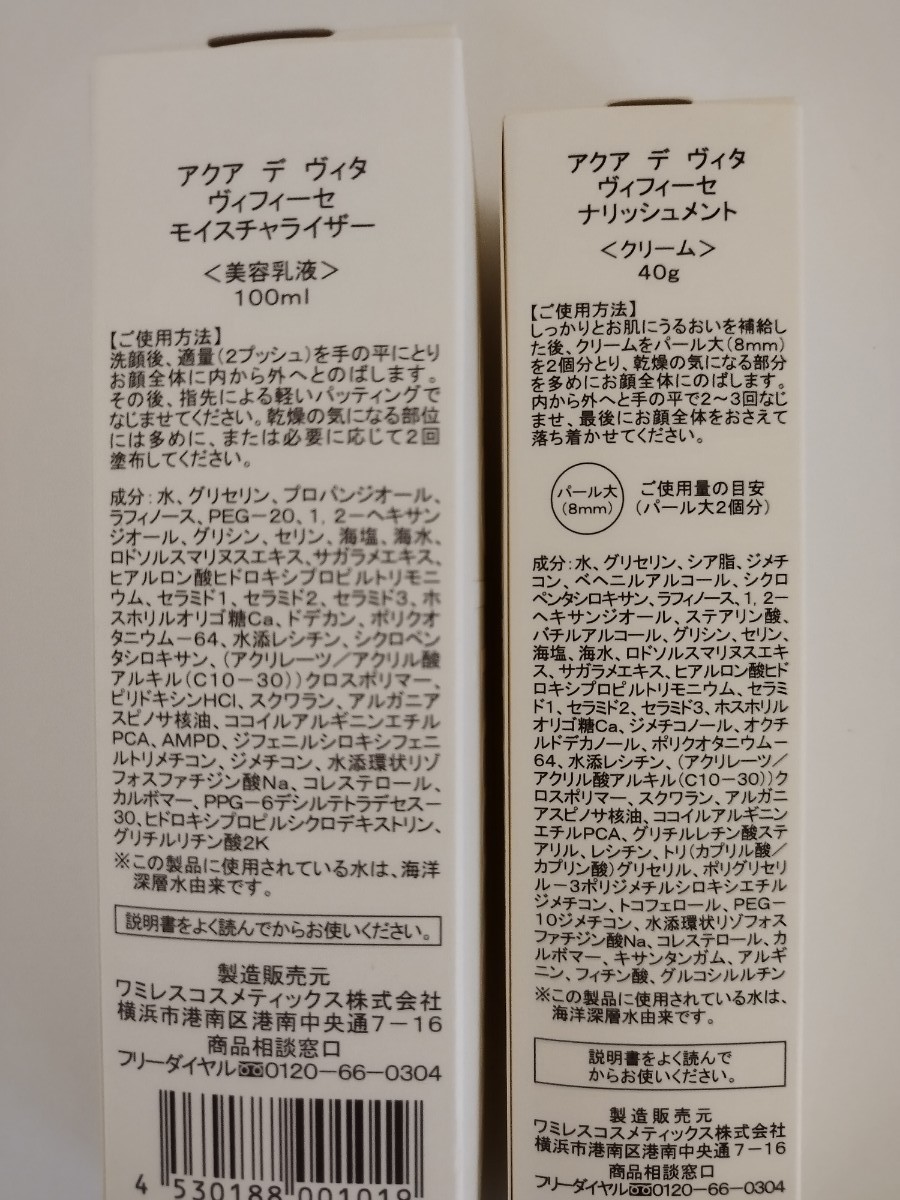 アクア デ ヴィタ
ヴィフィーセ
モイスチャライザー
＜美容乳液＞
100ml
【ご使用方法】
洗顔後、適量(2プッシュ)を手の平にとり
お顔全体に内から外へとのばします。
その後、指先による軽いパッティングで
なじませてください。乾燥の気になる部位
には多めに、または必要に応じて2回
塗布してください。
成分：水、グリセリン、プロパンジオール、
ラフィノース、PEG－20、1，2－ヘキサン
ジオール、グリシン、セリン、海塩、海水、
ロドソルスマリヌスエキス、サガラメエキス、
ヒアルロン酸ヒドロキシプロピルトリモニ
ウム、セラミド1、セラミド2、セラミド3、ホ
スホリルオリゴ糖Ca、ドデカン、ポリクオ
タニウム－64、水添レシチン、シクロペン
タシロキサン、(アクリレーツ／アクリル酸
アルキル(C10－30))クロスポリマー、
ピリドキシンHCl、スクワラン、アルガニア
スピノサ核油、ココイルアルギニンエチル
PCA、AMPD、ジフェニルシロキシフェニ
ルトリメチコン、ジメチコン、水添環状リゾ
フォスファチジン酸Na、コレステロール、
カルボマー、PPG－6デシルテトラデセス－
30、ヒドロキシプロピルシクロデキストリン、
グリチルリチン酸2K
※この製品に使用されている水は、海洋
深層水由来です。
説明書をよく読んでからお使いください。
製造販売元
ワミレスコスメティックス株式会社
横浜市港南区港南中央通7－16
商品相談窓口
フリーダイヤル0120－66－0304
4 530188 001019
アクア デ ヴィタ
ヴィフィーセ
ナリッシュメント
＜クリーム＞
40g
【ご使用方法】
しっかりとお肌にうるおいを補給し
た後、クリームをパール大(8mm)
を2個分とり、乾燥の気になる部分
を多めにお顔全体にのばします。
内から外へと手の平で2～3回なじ
ませ、最後にお顔全体をおさえて
落ち着かせてください。
パール大
(8mm)
ご使用量の目安
(パール大2個分)
成分：水、グリセリン、シア脂、ジメチ
コン、ベヘニルアルコール、シクロ
ペンタシロキサン、ラフィノース、1，2－
ヘキサンジオール、ステアリン酸、
バチルアルコール、グリシン、セリン、
海塩、海水、ロドソルスマリヌスエキ
ス、サガラメエキス、ヒアルロン酸ヒド
ロキシプロピルトリモニウム、セラミ
ド1、セラミド2、セラミド3、ホスホリル
オリゴ糖Ca、ジメチコノール、オクチ
ルドデカノール、ポリクオタニウム－
64、水添レシチン、(アクリレーツ／
アクリル酸アルキル(C10－30))ク
ロスポリマー、スクワラン、アルガニ
アスピノサ核油、ココイルアルギニン
エチルPCA、グリチルレチン酸ステ
アリル、レシチン、トリ(カプリル酸／
カプリン酸)グリセリル、ポリグリセリ
ル－3ポリジメチルシロキシエチル
ジメチコン、トコフェロール、PEG－
10ジメチコン、水添環状リゾフォス
ファチジン酸Na、コレステロール、カ
ルボマー、キサンタンガム、アルギ
ニン、フィチン酸、グルコシルルチン
※この製品に使用されている水は、
海洋深層水由来です。
説明書をよく読んで
からお使いください。
製造販売元
ワミレスコスメティックス株式会社
横浜市港南区港南中央通7－16
商品相談窓口
フリーダイヤル0120－66－0304